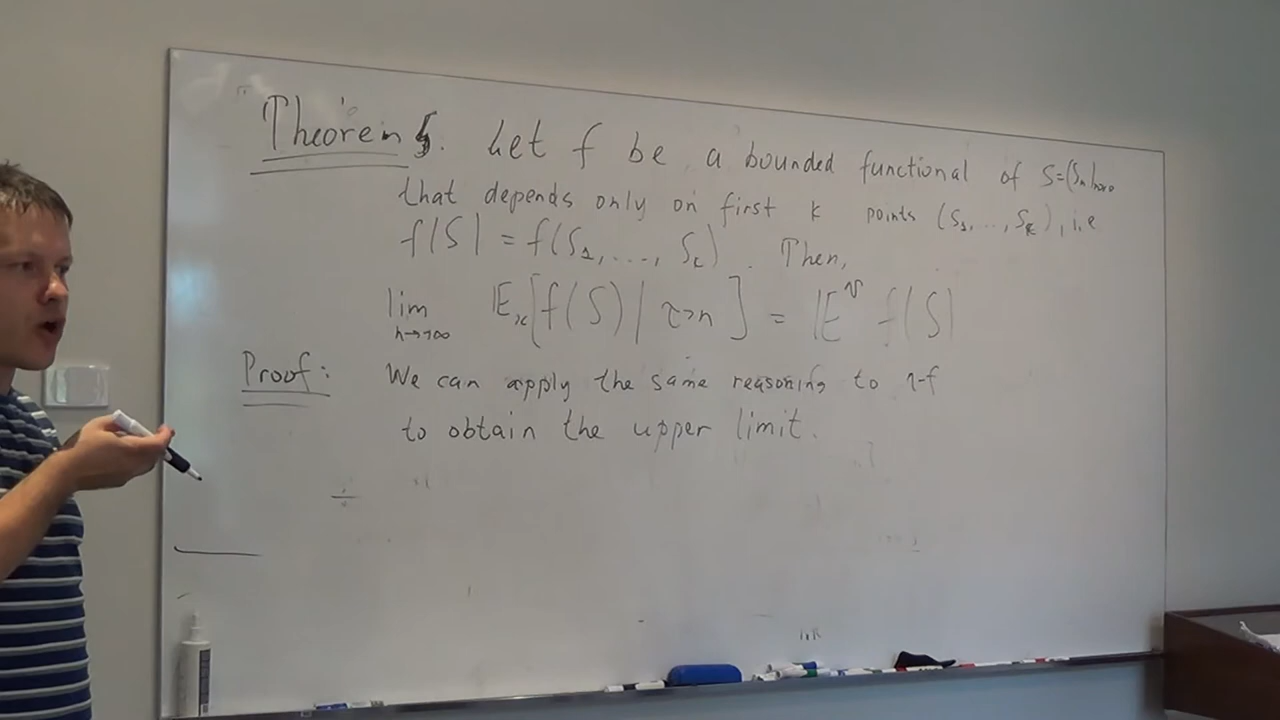 Theorem 5. Let f be a bounded functional of S=(Sₙ)ₙ≥₀
that depends only on first k points (S₁,..., Sₖ), i.e
f(S) = f(S₁,..., Sₖ). Then,
lim n→+∞ 𝔼ₓ[f(S) | τ>n] = 𝔼^V f(S)
Proof: We can apply the same reasoning to 1-f
to obtain the upper limit.